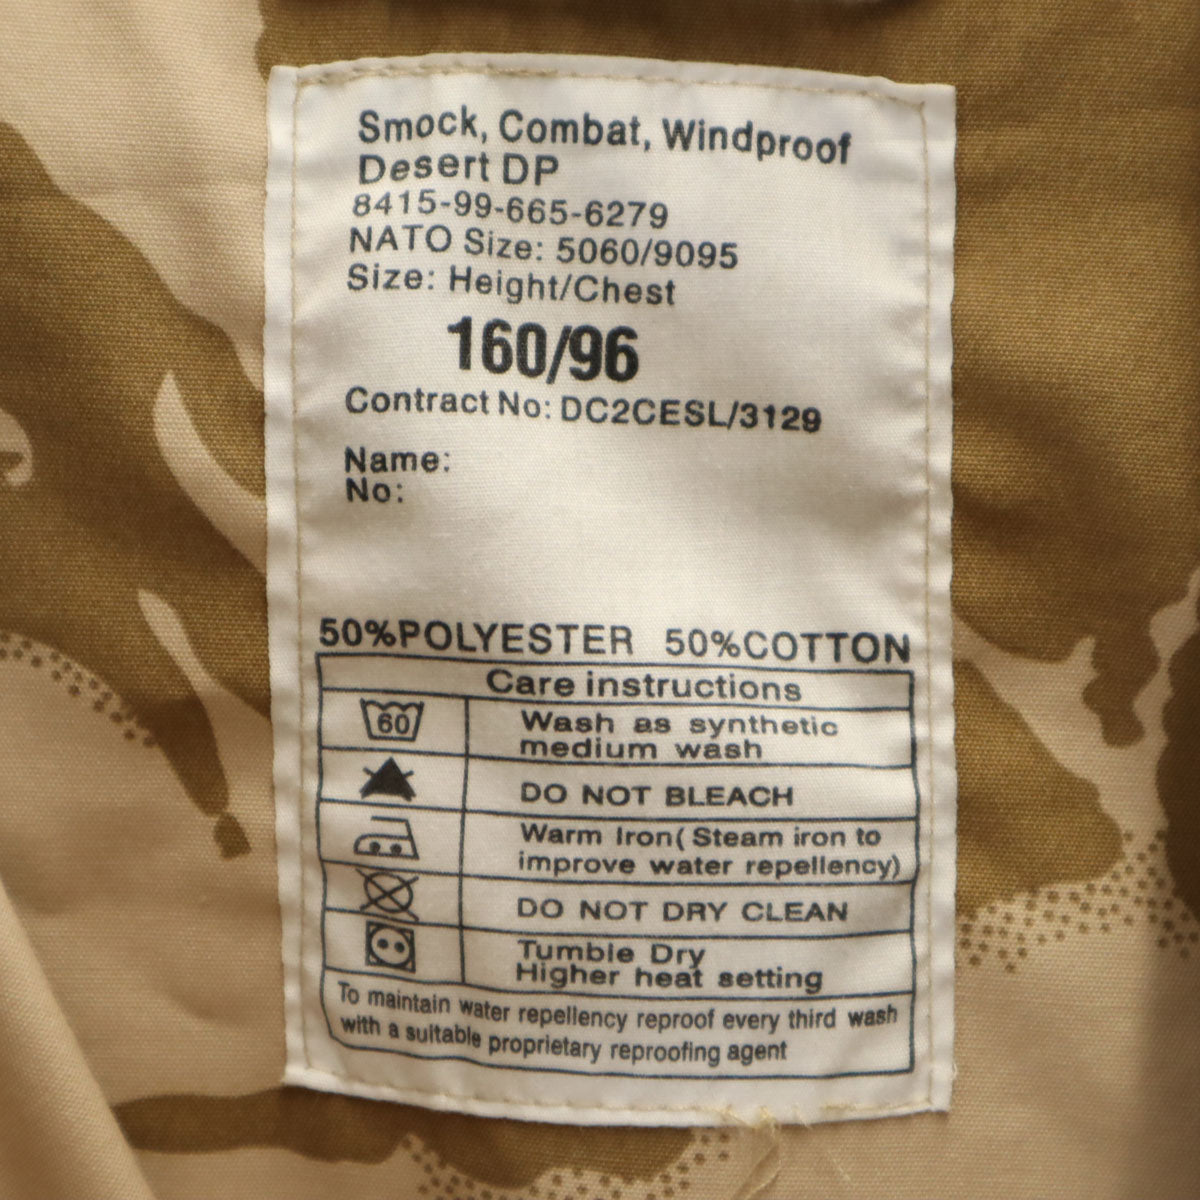 Smock, Combat, Windproof
Desert DP
8415-99-665-6279
NATO Size: 5060/9095
Size: Height/Chest
160/96
Contract No: DC2CESL/3129
Name:
No:
50%POLYESTER 50%COTTON
Care instructions
60 Wash as synthetic
medium wash
DO NOT BLEACH
Warm Iron( Steam iron to
improve water repellency)
DO NOT DRY CLEAN
Tumble Dry
Higher heat setting
To maintain water repellency reproof every third wash
with a suitable proprietary reproofing agent